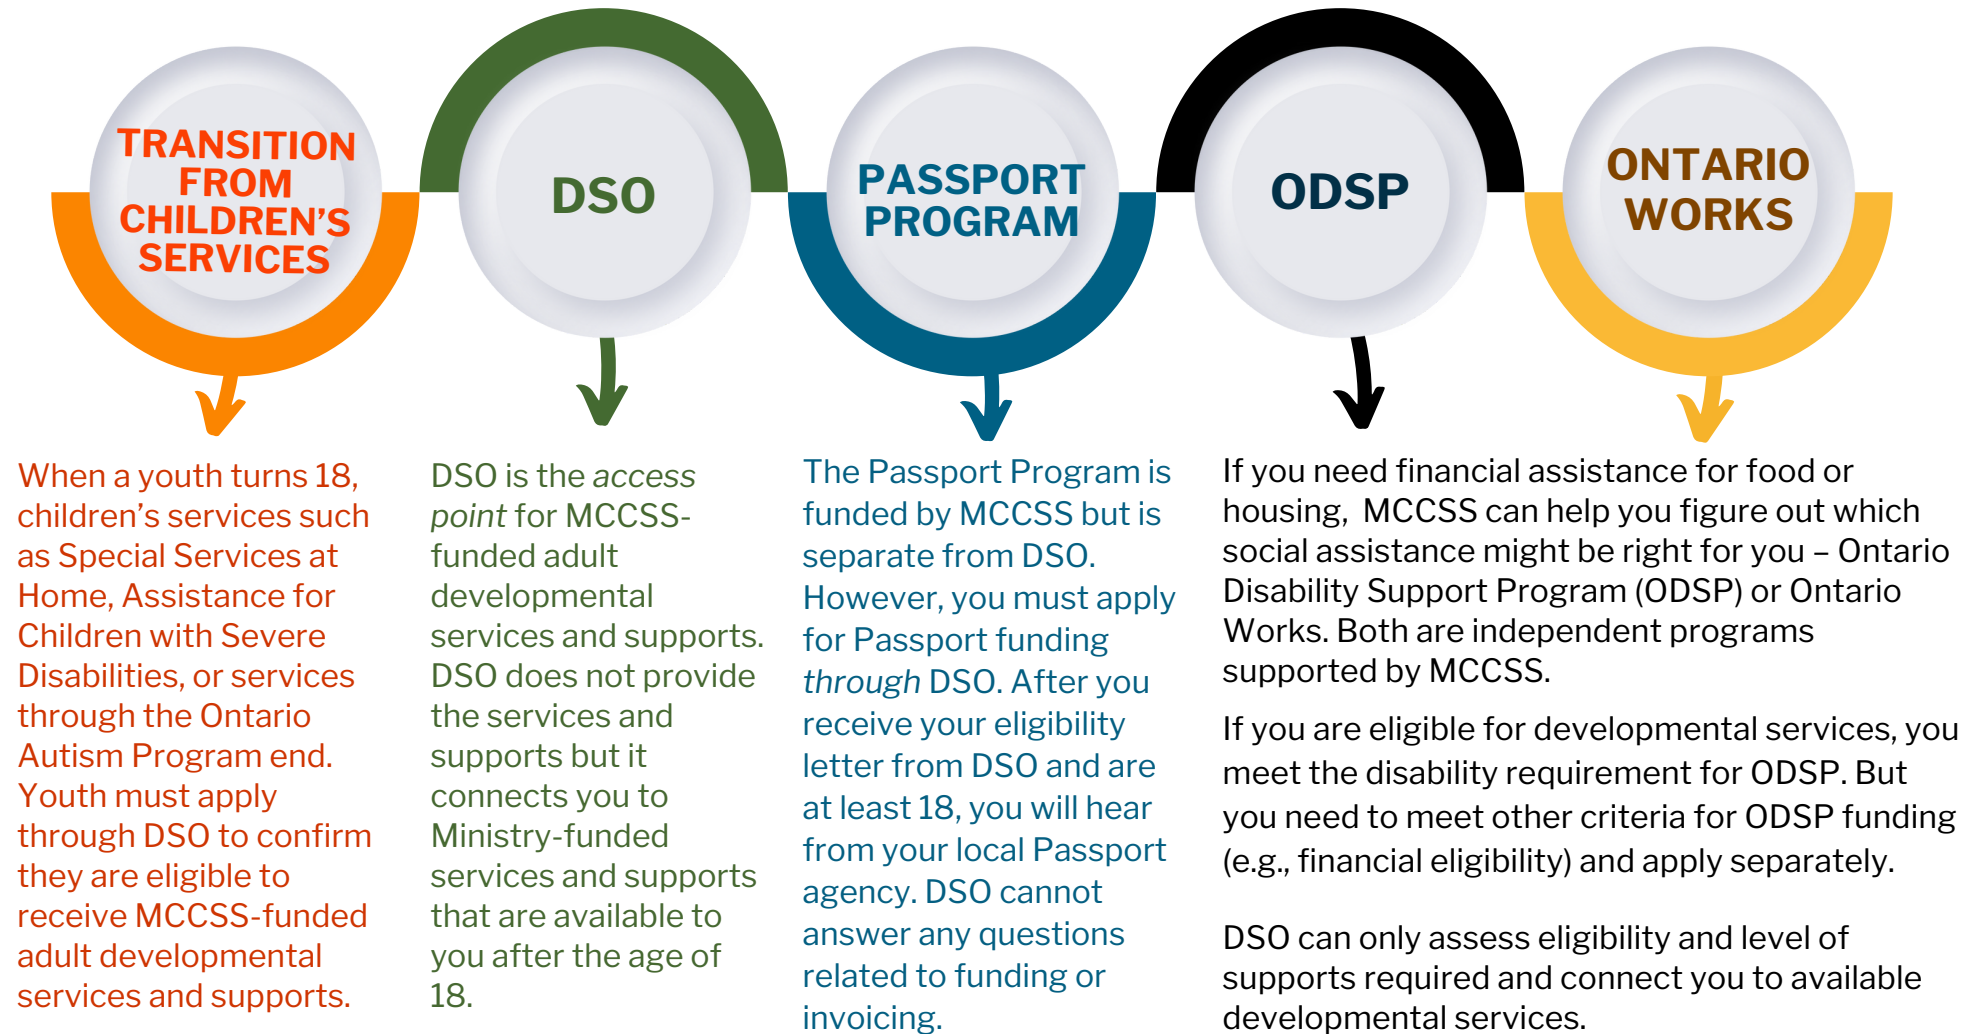 TRANSITION
FROM
CHILDREN'S
SERVICES
DSO
PASSPORT
PROGRAM
ODSP
ONTARIO
WORKS
When a youth turns 18,
children's services such
as Special Services at
Home, Assistance for
Children with Severe
Disabilities, or services
through the Ontario
Autism Program end.
Youth must apply
through DSO to confirm
they are eligible to
receive MCCSS-funded
adult developmental
services and supports.
DSO is the access
point for MCCSS-
funded adult
developmental
services and supports.
DSO does not provide
the services and
supports but it
connects you to
Ministry-funded
services and supports
that are available to
you after the age of
18.
The Passport Program is
funded by MCCSS but is
separate from DSO.
However, you must apply
for Passport funding
through DSO. After you
receive your eligibility
letter from DSO and are
at least 18, you will hear
from your local Passport
agency. DSO cannot
answer any questions
related to funding or
invoicing.
If you need financial assistance for food or
housing,  MCCSS can help you figure out which
social assistance might be right for you – Ontario
Disability Support Program (ODSP) or Ontario
Works. Both are independent programs
supported by MCCSS.
If you are eligible for developmental services, you
meet the disability requirement for ODSP. But
you need to meet other criteria for ODSP funding
(e.g., financial eligibility) and apply separately.
DSO can only assess eligibility and level of
supports required and connect you to available
developmental services.